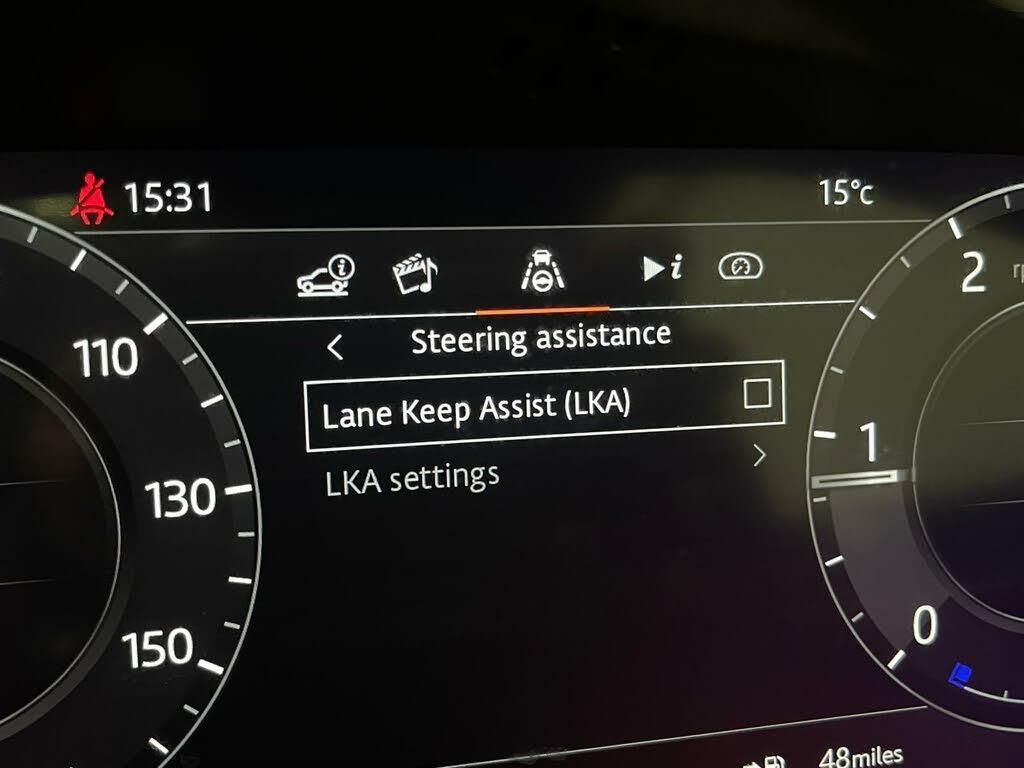 15:31
15°c
i
i
Steering assistance
Lane Keep Assist (LKA)
LKA settings
110
130
150
2
1
0
48miles